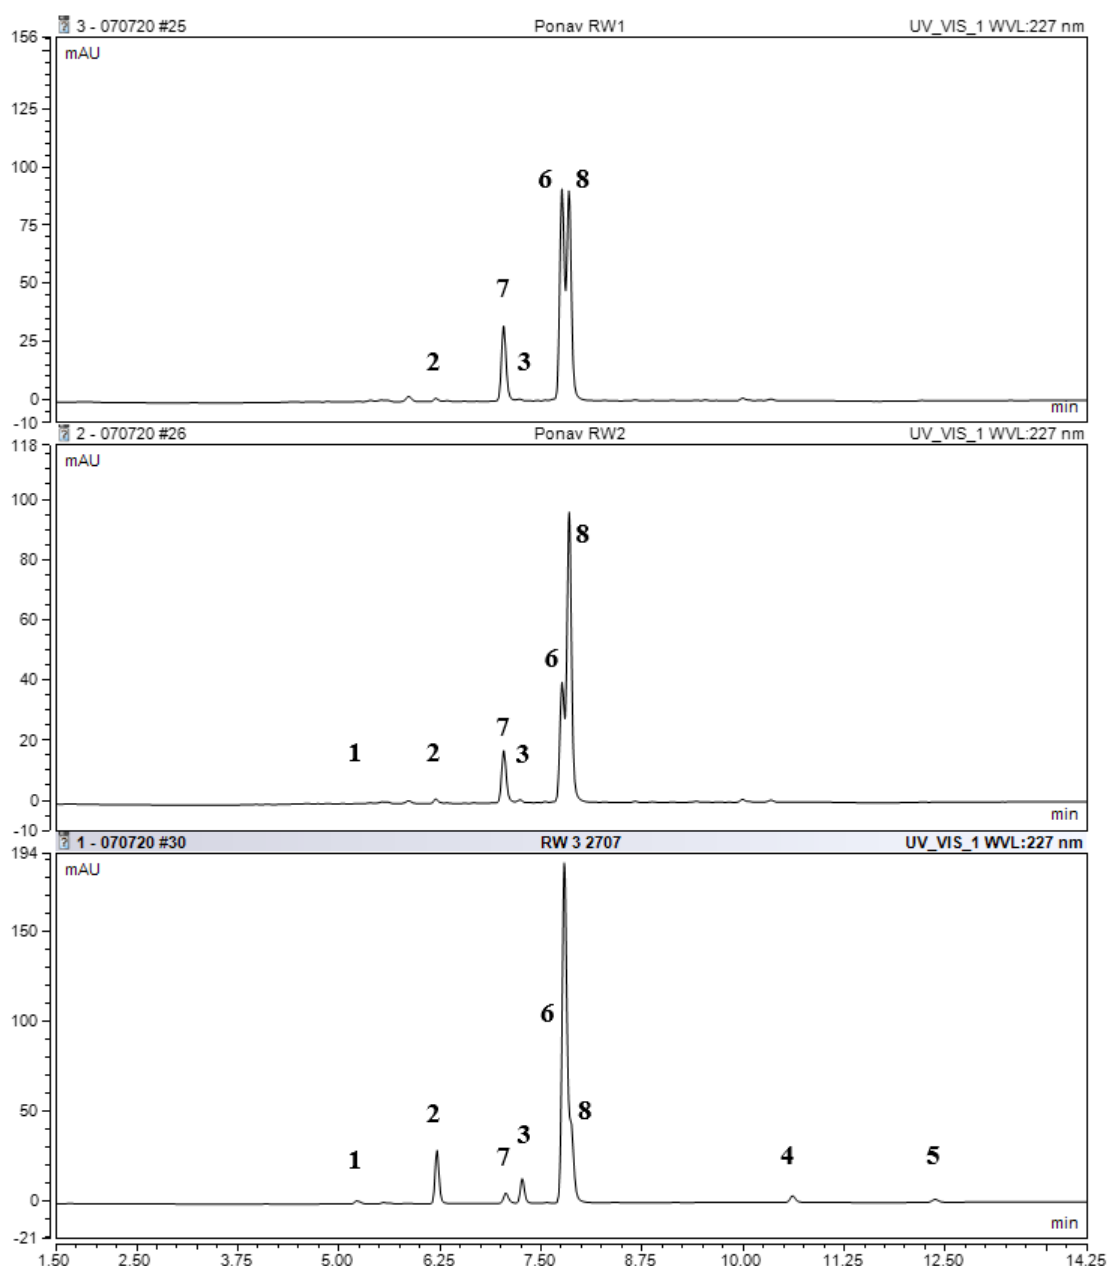 3 - 070720 #25 Ponav RW1 UV_VIS_1 WVL:227 nm
156
mAU
125
100
6 8
75
50
7
25
2 3
0
min
-10
2 - 070720 #26 Ponav RW2 UV_VIS_1 WVL:227 nm
118
mAU
100
8
80
60
6
40
7
20
1 2 3
0
min
-10
1 - 070720 #30 RW 3 2707 UV_VIS_1 WVL:227 nm
194
mAU
150
100
6
50
2 8
3
1 7 4 5
0
min
-21
1.50 2.50 3.75 5.00 6.25 7.50 8.75 10.00 11.25 12.50 14.25